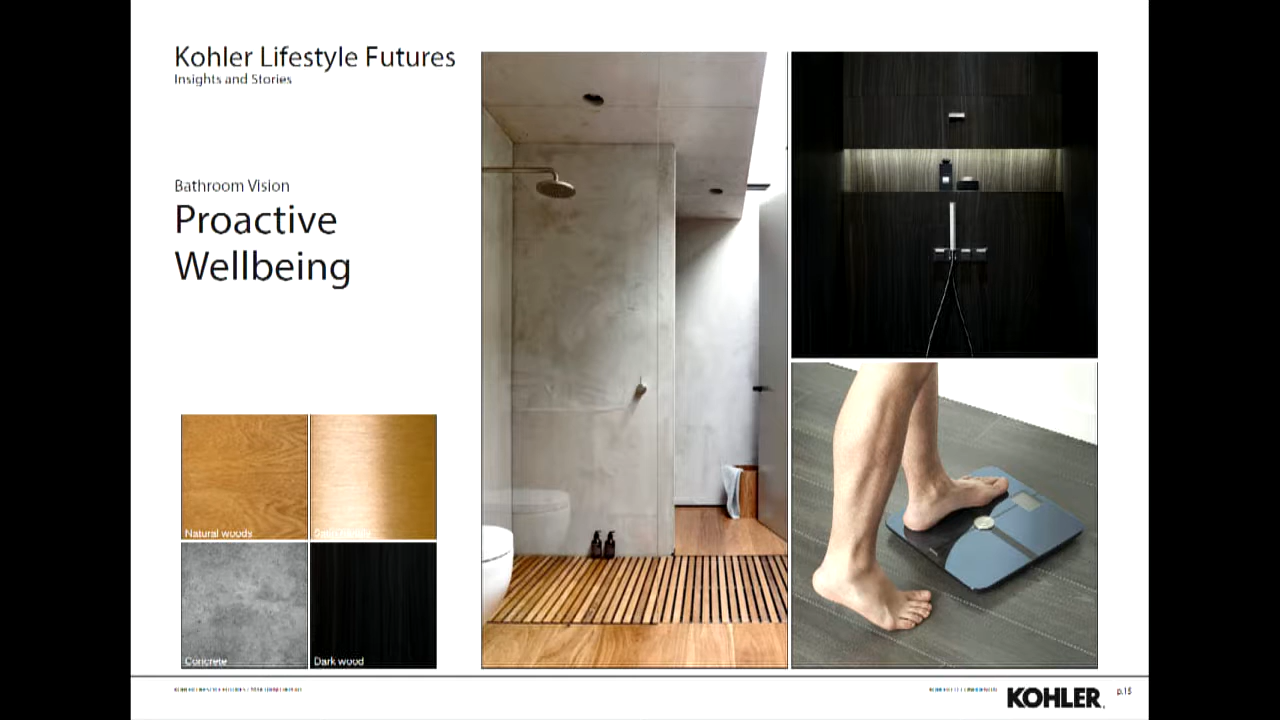 Kohler Lifestyle Futures
Insights and Stories
Bathroom Vision
Proactive
Wellbeing
Natural woods
Concrete
Dark wood
KOHLER.
p.15